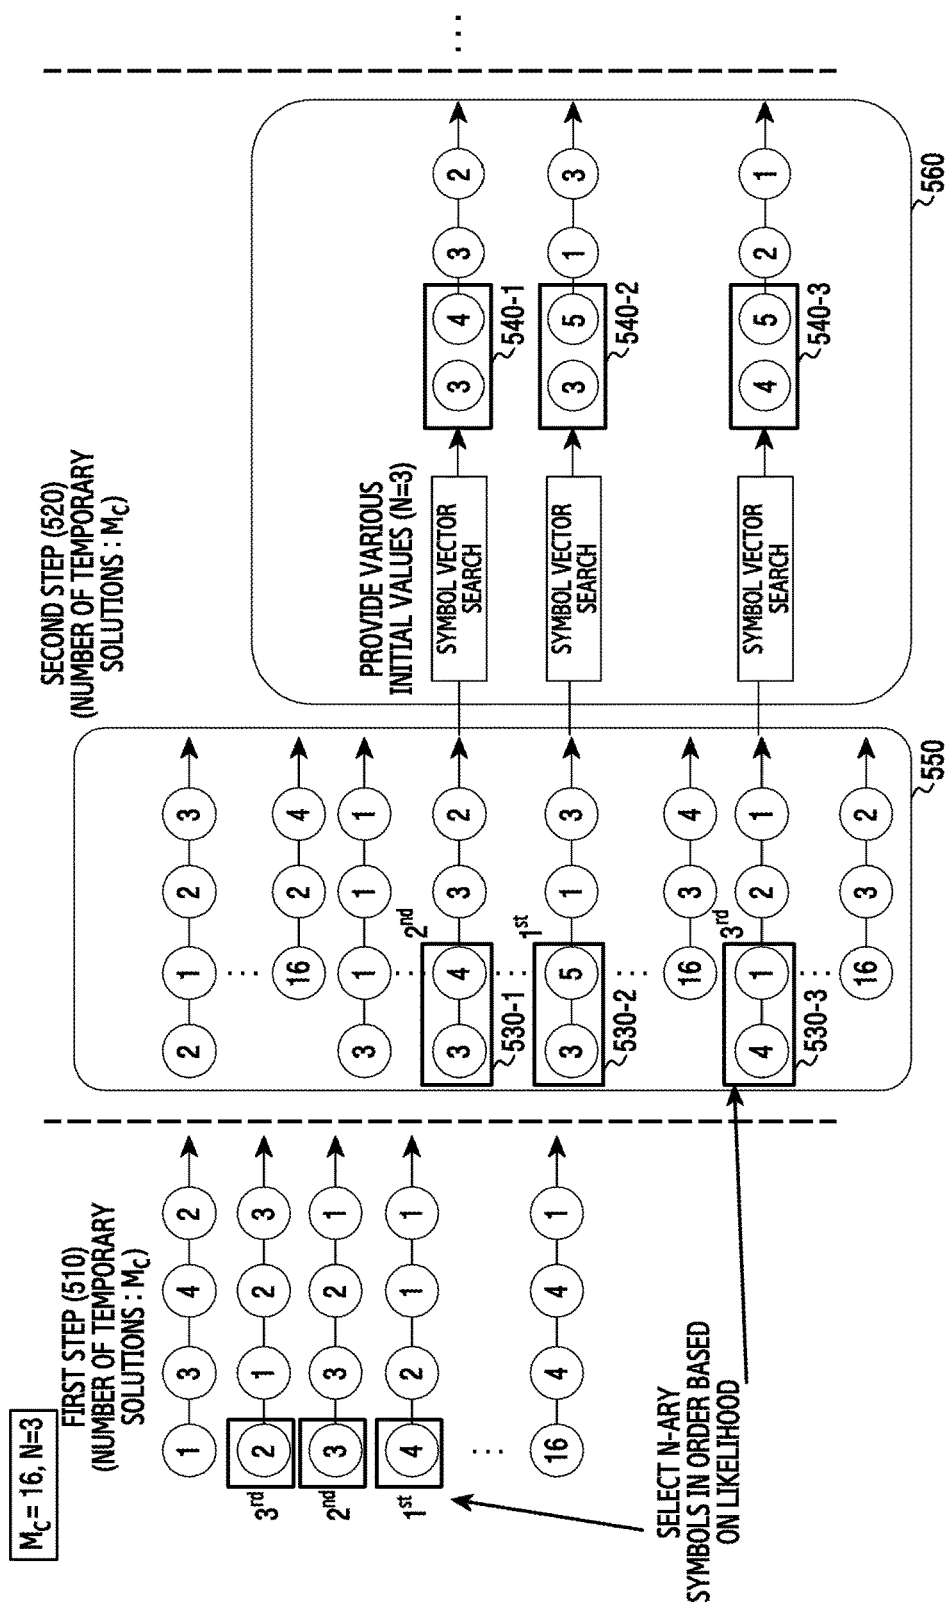 M_C = 16, N=3
FIRST STEP (510)
(NUMBER OF TEMPORARY
SOLUTIONS : M_C)
1 3 4 2
3rd 2 1 2 3
2nd 3 3 2 1
1st 4 2 1 1
...
16 4 4 1
SELECT N-ARY
SYMBOLS IN ORDER BASED
ON LIKELIHOOD
SECOND STEP (520)
(NUMBER OF TEMPORARY
SOLUTIONS : M_C)
2 1 2 3
...
16 2 4
3 1 1 1
...
2nd
3 4 3 2
530-1
...
1st
3 5 1 3
530-2
...
16 3 4
3rd
4 1 2 1
530-3
...
16 3 2
550
PROVIDE VARIOUS
INITIAL VALUES (N=3)
SYMBOL VECTOR
SEARCH
3 4 3 2
540-1
SYMBOL VECTOR
SEARCH
3 5 1 3
540-2
SYMBOL VECTOR
SEARCH
4 5 2 1
540-3
560
...